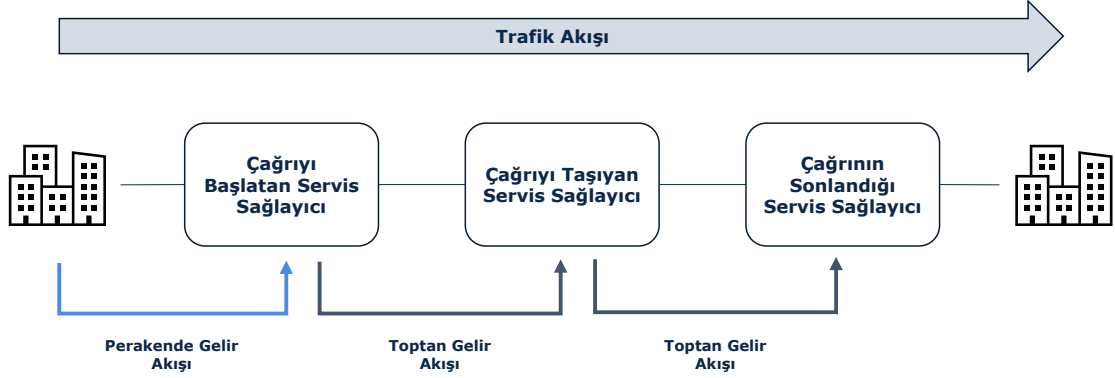 Trafik Akışı
Çağrıyı
Başlatan Servis
Sağlayıcı
Çağrıyı Taşıyan
Servis Sağlayıcı
Çağrının
Sonlandığı
Servis Sağlayıcı
Perakende Gelir
Akışı
Toptan Gelir
Akışı
Toptan Gelir
Akışı